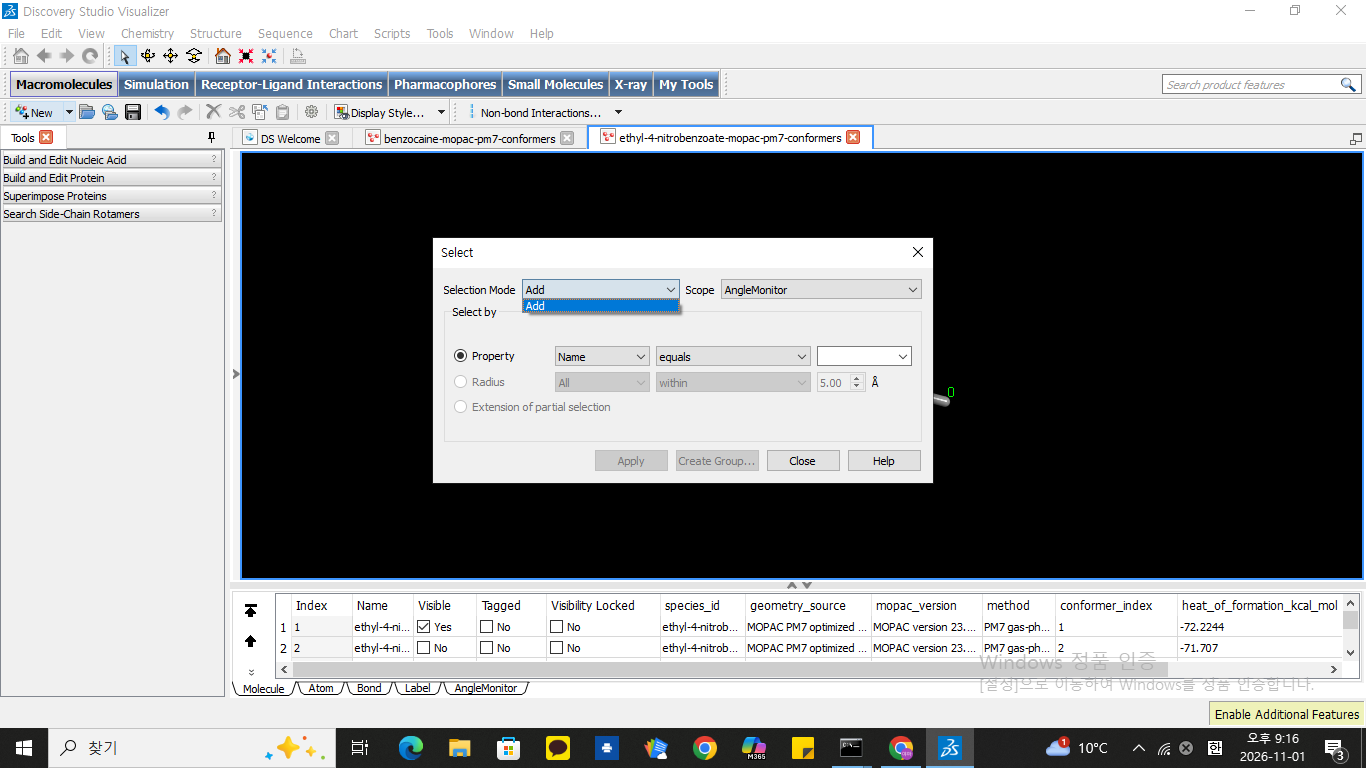 Discovery Studio Visualizer
File Edit View Chemistry Structure Sequence Chart Scripts Tools Window Help
Macromolecules Simulation Receptor-Ligand Interactions Pharmacophores Small Molecules X-ray My Tools Search product features
New Display Style... Non-bond Interactions...
Tools DS Welcome benzocaine-mopac-pm7-conformers ethyl-4-nitrobenzoate-mopac-pm7-conformers
Build and Edit Nucleic Acid ?
Build and Edit Protein ?
Superimpose Proteins ?
Search Side-Chain Rotamers ?
Select
Selection Mode Add Scope AngleMonitor
Add
Select by
Property Name equals
Radius All within 5.00 Å
Extension of partial selection
O
Apply Create Group... Close Help
Index Name Visible Tagged Visibility Locked species_id geometry_source mopac_version method conformer_index heat_of_formation_kcal_mol
1 1 ethyl-4-ni... Yes No No ethyl-4-nitrob... MOPAC PM7 optimized ... MOPAC version 23.... PM7 gas-ph... 1 -72.2244
2 2 ethyl-4-ni... No No No ethyl-4-nitrob... MOPAC PM7 optimized ... MOPAC version 23.... PM7 gas-ph... 2 -71.707
Windows 정품 인증
[설정]으로 이동하여 Windows를 정품 인증합니다.
Molecule Atom Bond Label AngleMonitor
Enable Additional Features
찾기 M365 1 10°C 한 오후 9:16
2026-11-01 3